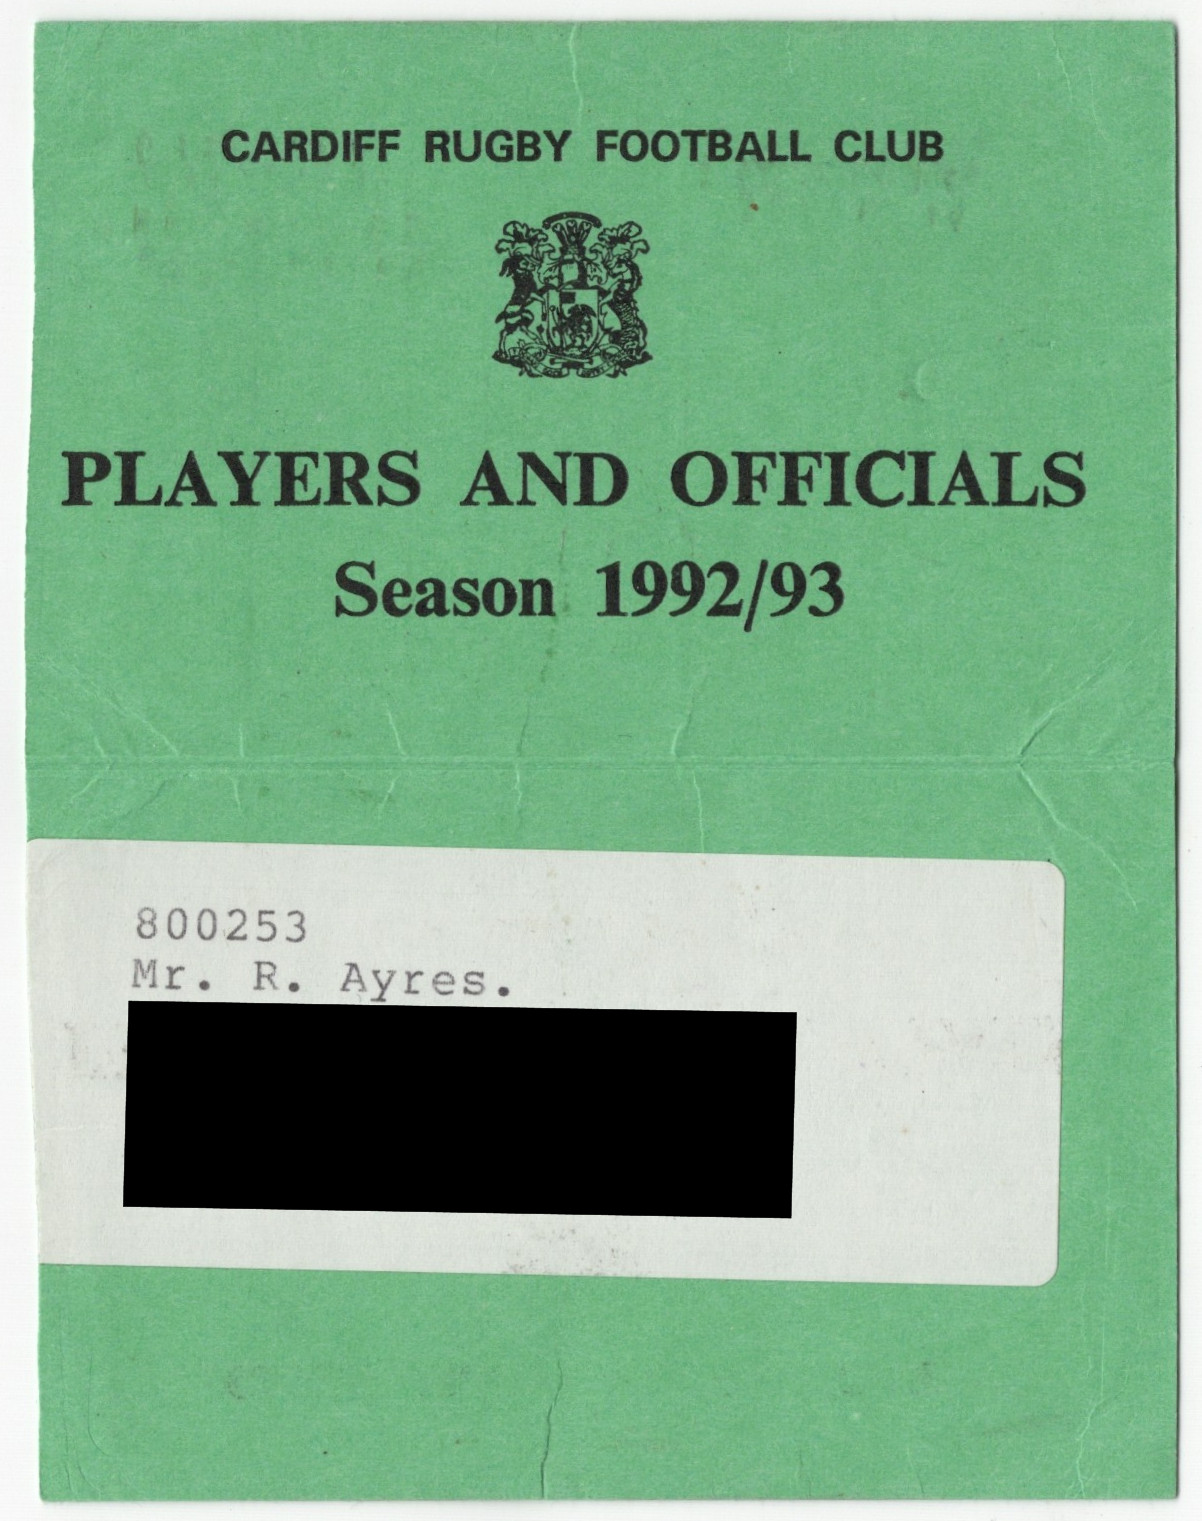 CARDIFF RUGBY FOOTBALL CLUB
PLAYERS AND OFFICIALS
Season 1992/93
800253
Mr. R. Ayres.